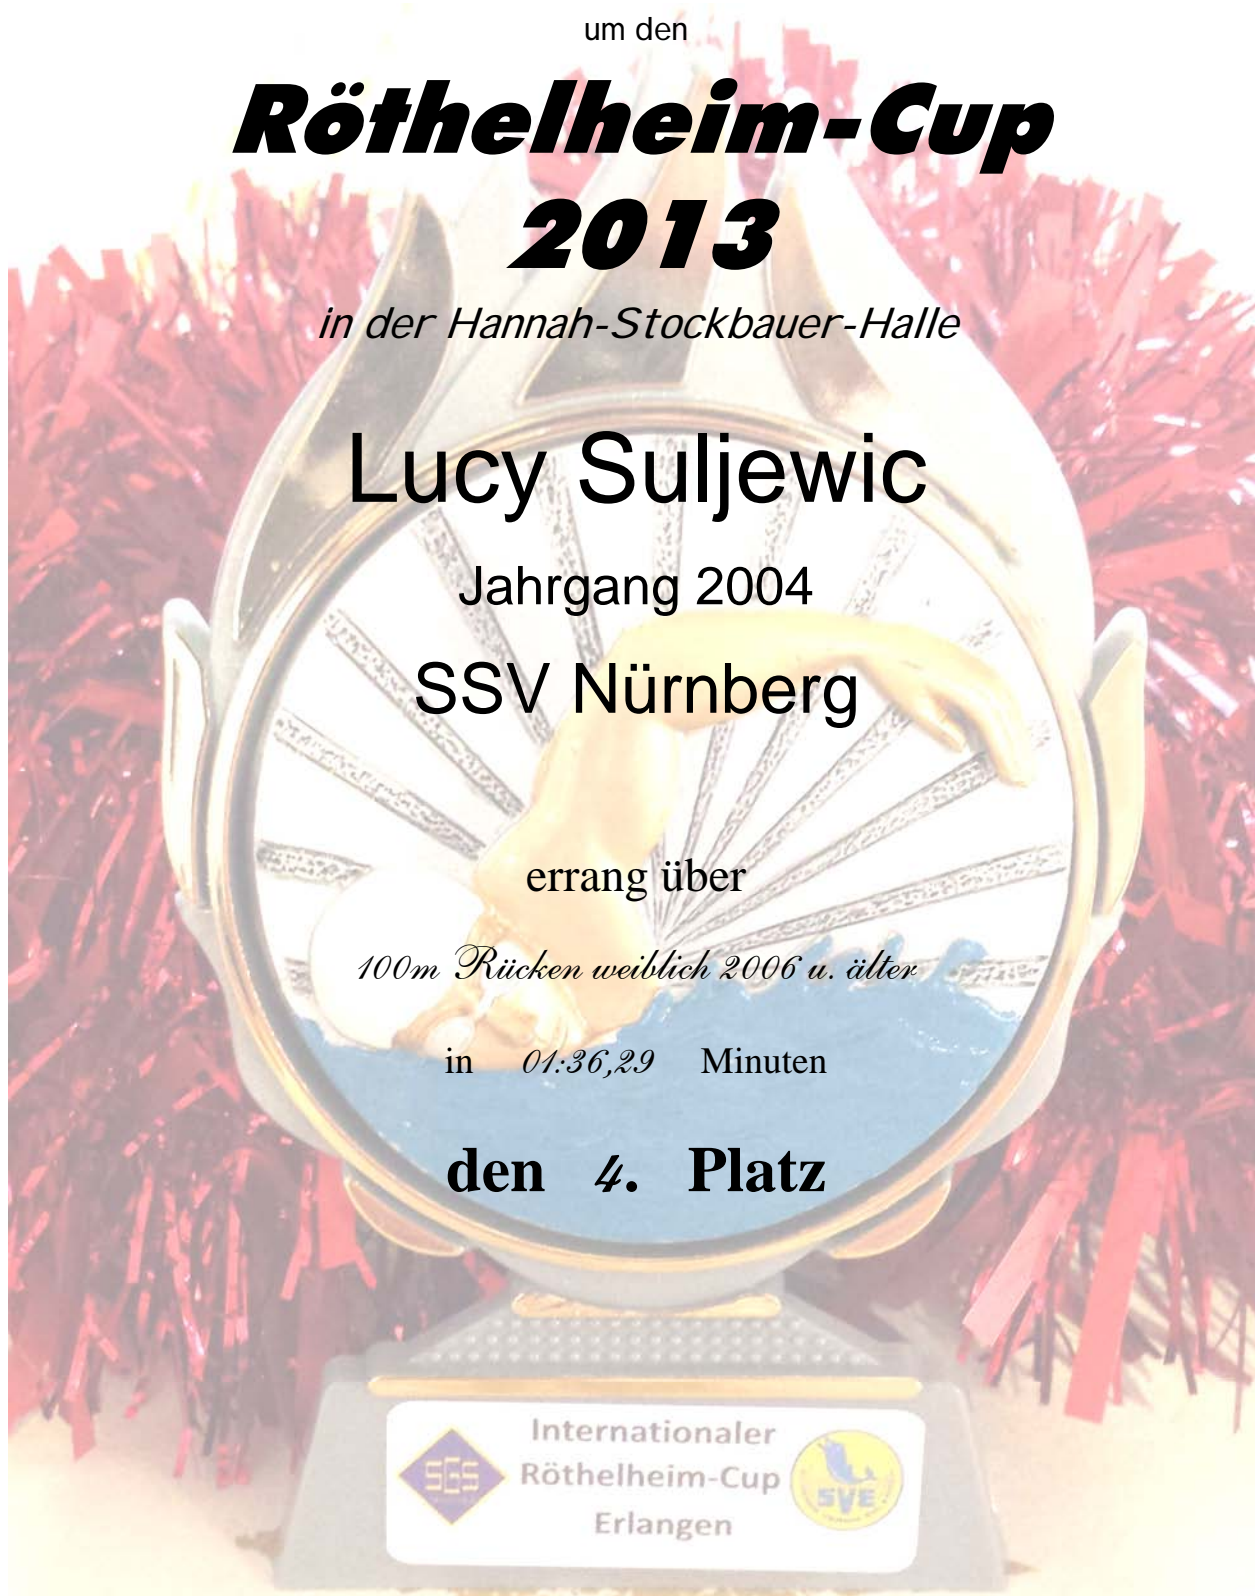 um den
Röthelheim-Cup
2013
in der Hannah-Stockbauer-Halle
Lucy Suljewic
Jahrgang 2004
SSV Nürnberg
errang über
100m Rücken weiblich 2006 u. älter
in 01:36,29 Minuten
den 4. Platz
Internationaler
SGS Röthelheim-Cup SVE
Erlangen